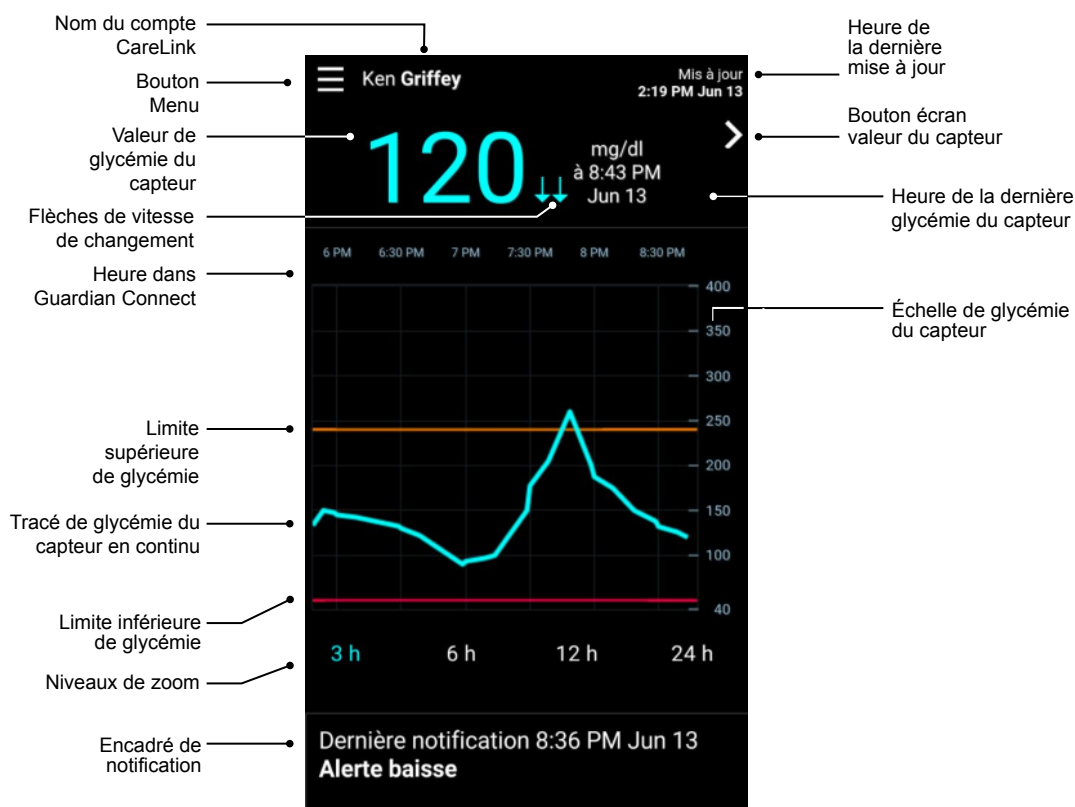 Nom du compte
CareLink
Bouton
Menu
Valeur de
glycémie du
capteur
Flèches de vitesse
de changement
Heure dans
Guardian Connect
Limite
supérieure
de glycémie
Tracé de glycémie du
capteur en continu
Limite inférieure
de glycémie
Niveaux de zoom
Encadré de
notification
Ken Griffey
Mis à jour
2:19 PM Jun 13
120
mg/dl
à 8:43 PM
Jun 13
6 PM 6:30 PM 7 PM 7:30 PM 8 PM 8:30 PM
400
350
300
250
200
150
100
40
3 h 6 h 12 h 24 h
Dernière notification 8:36 PM Jun 13
Alerte baisse
Heure de
la dernière
mise à jour
Bouton écran
valeur du capteur
Heure de la dernière
glycémie du capteur
Échelle de glycémie
du capteur